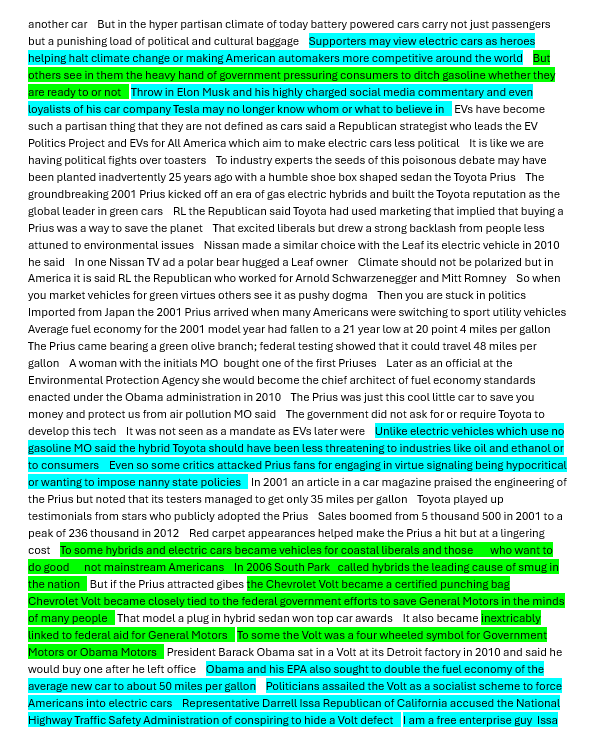 another car But in the hyper partisan climate of today battery powered cars carry not just passengers
but a punishing load of political and cultural baggage Supporters may view electric cars as heroes
helping halt climate change or making American automakers more competitive around the world But
others see in them the heavy hand of government pressuring consumers to ditch gasoline whether they
are ready to or not Throw in Elon Musk and his highly charged social media commentary and even
loyalists of his car company Tesla may no longer know whom or what to believe in EVs have become
such a partisan thing that they are not defined as cars said a Republican strategist who leads the EV
Politics Project and EVs for All America which aim to make electric cars less political It is like we are
having political fights over toasters To industry experts the seeds of this poisonous debate may have
been planted inadvertently 25 years ago with a humble shoe box shaped sedan the Toyota Prius The
groundbreaking 2001 Prius kicked off an era of gas electric hybrids and built the Toyota reputation as the
global leader in green cars RL the Republican said Toyota had used marketing that implied that buying a
Prius was a way to save the planet That excited liberals but drew a strong backlash from people less
attuned to environmental issues Nissan made a similar choice with the Leaf its electric vehicle in 2010
he said In one Nissan TV ad a polar bear hugged a Leaf owner Climate should not be polarized but in
America it is said RL the Republican who worked for Arnold Schwarzenegger and Mitt Romney So when
you market vehicles for green virtues others see it as pushy dogma Then you are stuck in politics
Imported from Japan the 2001 Prius arrived when many Americans were switching to sport utility vehicles
Average fuel economy for the 2001 model year had fallen to a 21 year low at 20 point 4 miles per gallon
The Prius came bearing a green olive branch; federal testing showed that it could travel 48 miles per
gallon A woman with the initials MO bought one of the first Priuses Later as an official at the
Environmental Protection Agency she would become the chief architect of fuel economy standards
enacted under the Obama administration in 2010 The Prius was just this cool little car to save you
money and protect us from air pollution MO said The government did not ask for or require Toyota to
develop this tech It was not seen as a mandate as EVs later were Unlike electric vehicles which use no
gasoline MO said the hybrid Toyota should have been less threatening to industries like oil and ethanol or
to consumers Even so some critics attacked Prius fans for engaging in virtue signaling being hypocritical
or wanting to impose nanny state policies In 2001 an article in a car magazine praised the engineering of
the Prius but noted that its testers managed to get only 35 miles per gallon Toyota played up
testimonials from stars who publicly adopted the Prius Sales boomed from 5 thousand 500 in 2001 to a
peak of 236 thousand in 2012 Red carpet appearances helped make the Prius a hit but at a lingering
cost To some hybrids and electric cars became vehicles for coastal liberals and those who want to
do good not mainstream Americans In 2006 South Park called hybrids the leading cause of smug in
the nation But if the Prius attracted gibes the Chevrolet Volt became a certified punching bag
Chevrolet Volt became closely tied to the federal government efforts to save General Motors in the minds
of many people That model a plug in hybrid sedan won top car awards It also became inextricably
linked to federal aid for General Motors To some the Volt was a four wheeled symbol for Government
Motors or Obama Motors President Barack Obama sat in a Volt at its Detroit factory in 2010 and said he
would buy one after he left office Obama and his EPA also sought to double the fuel economy of the
average new car to about 50 miles per gallon Politicians assailed the Volt as a socialist scheme to force
Americans into electric cars Representative Darrell Issa Republican of California accused the National
Highway Traffic Safety Administration of conspiring to hide a Volt defect I am a free enterprise guy Issa